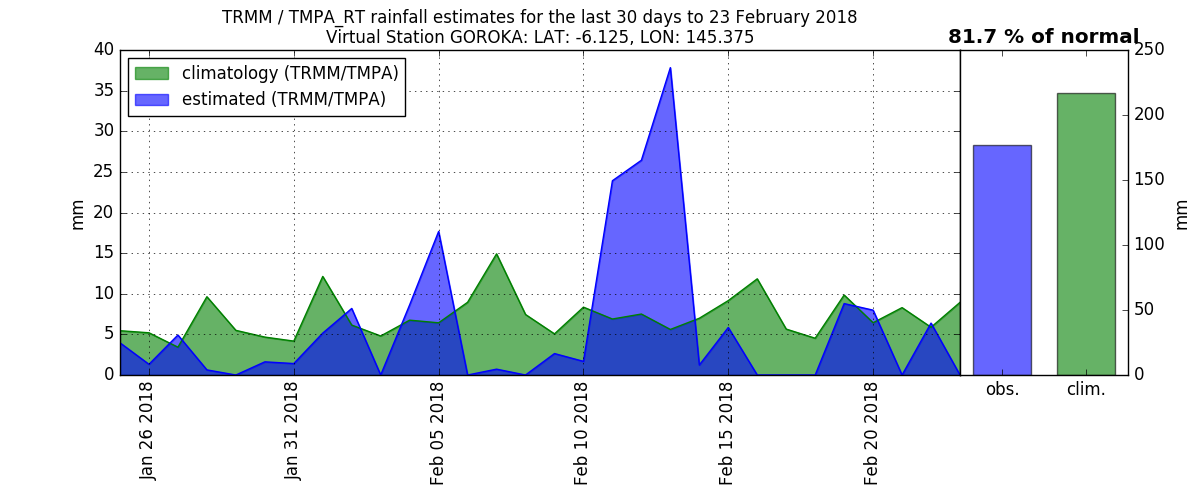 TRMM / TMPA_RT rainfall estimates for the last 30 days to 23 February 2018
Virtual Station GOROKA: LAT: -6.125, LON: 145.375
81.7 % of normal
climatology (TRMM/TMPA)
estimated (TRMM/TMPA)
40
35
30
25
20
15
10
5
0
mm
Jan 26 2018
Jan 31 2018
Feb 05 2018
Feb 10 2018
Feb 15 2018
Feb 20 2018
250
200
150
100
50
0
mm
obs.
clim.